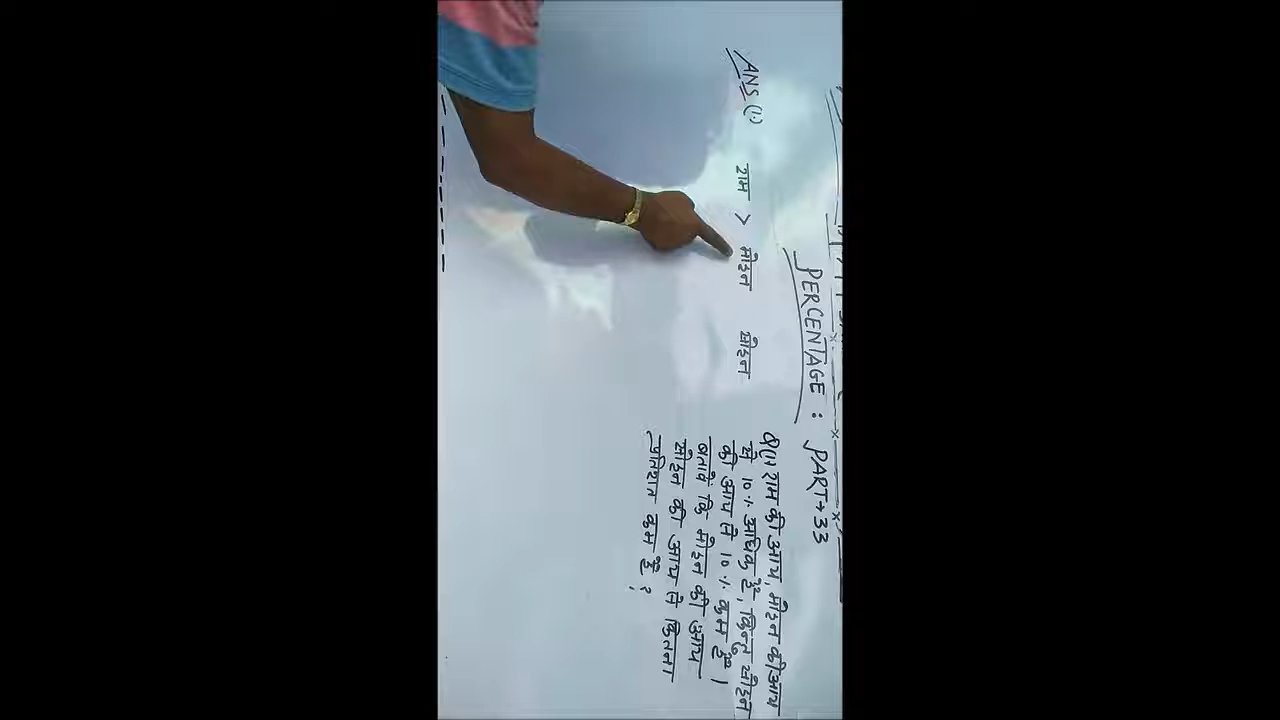 PERCENTAGE : PART→33
Q(1) राम की आय, मोहन की आय
से 10% अधिक है, किन्तु सोहन
की आय से 10% कम है ।
बतावें कि मोहन की आय
सोहन की आय से कितना
प्रतिशत कम है ?
ANS (1) राम > मोहन सोहन